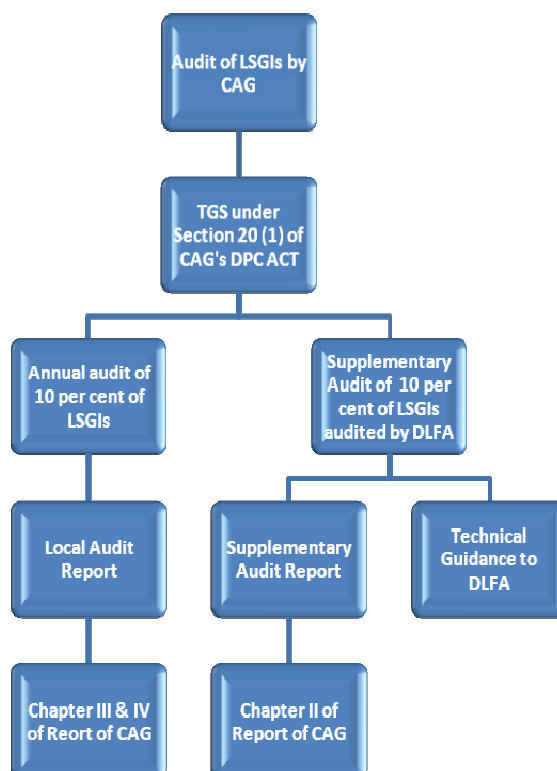 Audit of LSGIs by
CAG
TGS under
Section 20 (1) of
CAG's DPC ACT
Annual audit of
10 per cent of
LSGIs
Supplementary
Audit of 10 per
cent of LSGIs
audited by DLFA
Local Audit
Report
Supplementary
Audit Report
Technical
Guidance to
DLFA
Chapter III & IV
of Reort of CAG
Chapter II of
Report of CAG